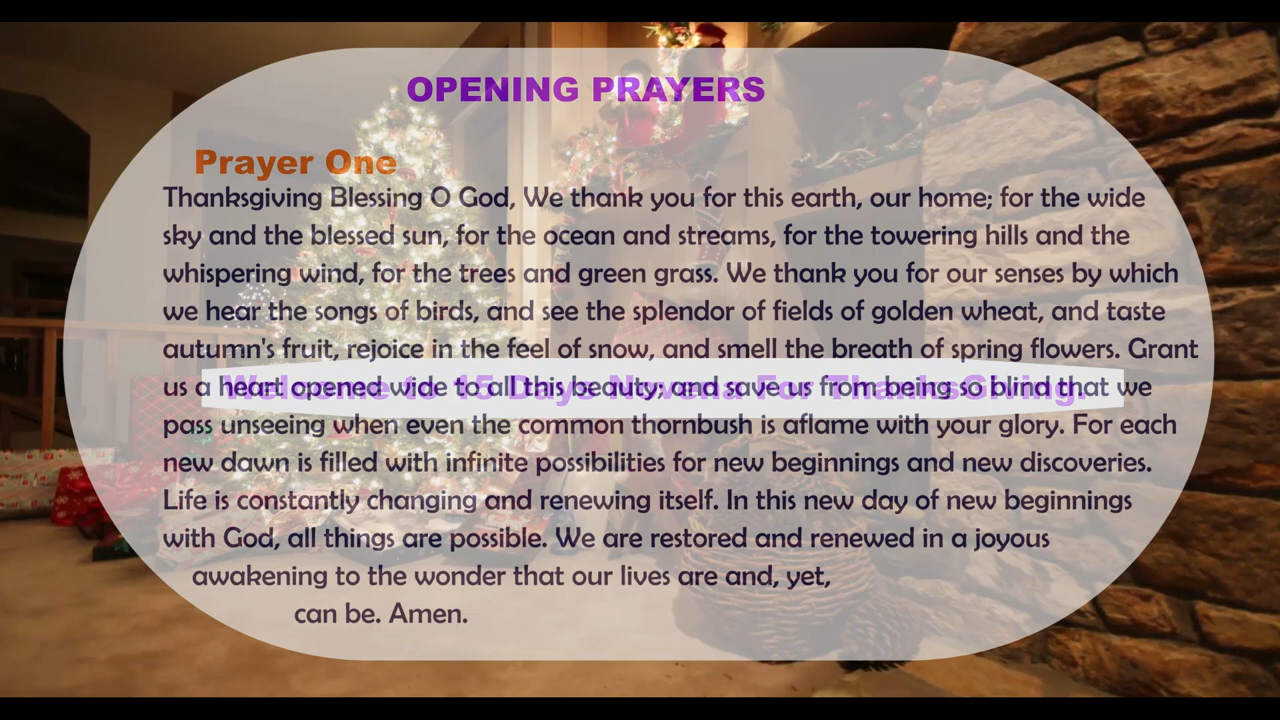 OPENING PRAYERS
Prayer One
Thanksgiving Blessing O God, We thank you for this earth, our home; for the wide
sky and the blessed sun, for the ocean and streams, for the towering hills and the
whispering wind, for the trees and green grass. We thank you for our senses by which
we hear the songs of birds, and see the splendor of fields of golden wheat, and taste
autumn's fruit, rejoice in the feel of snow, and smell the breath of spring flowers. Grant
us a heart opened wide to all this beauty; and save us from being so blind that we
Welcome to 15 Days Novena For ThanksGiving.
pass unseeing when even the common thornbush is aflame with your glory. For each
new dawn is filled with infinite possibilities for new beginnings and new discoveries.
Life is constantly changing and renewing itself. In this new day of new beginnings
with God, all things are possible. We are restored and renewed in a joyous
awakening to the wonder that our lives are and, yet,
can be. Amen.